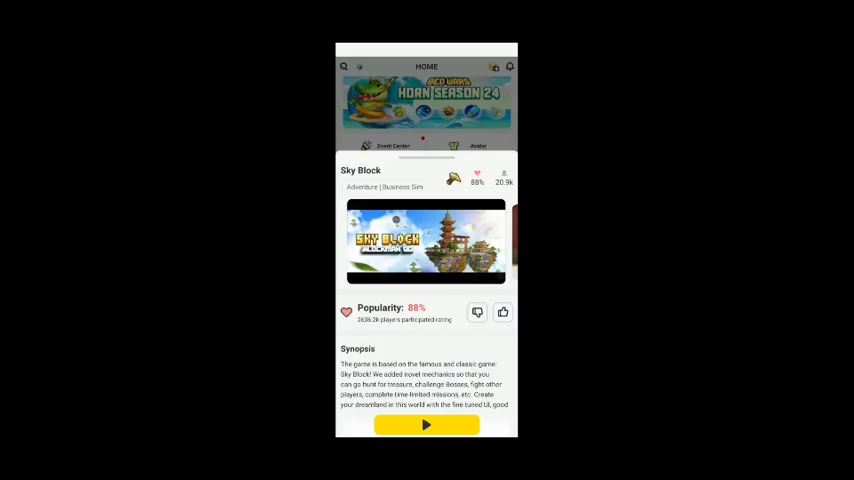 HOME
BED WARS
HORN SEASON 24
Event Center
Avatar
Sky Block
88%
20.9k
Adventure | Business Sim
SKY BLOCK
BLOCKMAN GO
Popularity: 88%
2636.2k players participated rating
Synopsis
The game is based on the famous and classic game:
Sky Block! We added novel mechanics so that you
can go hunt for treasure, challenge Bosses, fight other
players, complete time-limited missions, etc. Create
your dreamland in this world with the fine tuned UI, good